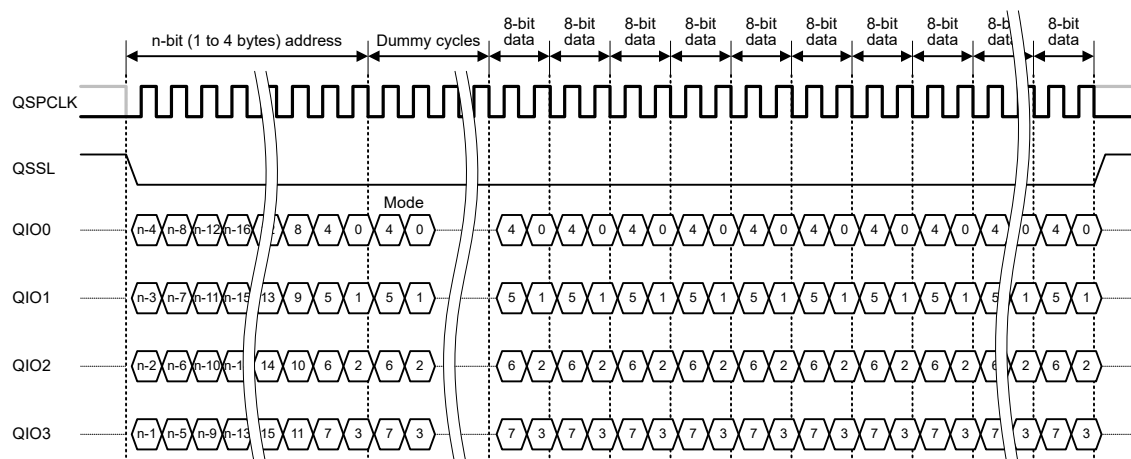 8-bit data 8-bit data 8-bit data 8-bit data 8-bit data 8-bit data 8-bit data 8-bit data 8-bit data
n-bit (1 to 4 bytes) address Dummy cycles
QSPCLK
QSSL
Mode
QIO0 n-4 n-8 n-12 n-16 8 4 0 4 0 4 0 4 0 4 0 4 0 4 0 4 0 4 0 4 0 4 0 4 0
QIO1 n-3 n-7 n-11 n-15 13 9 5 1 5 1 5 1 5 1 5 1 5 1 5 1 5 1 5 1 5 1 5 1 5 1
QIO2 n-2 n-6 n-10 n-1 14 10 6 2 6 2 6 2 6 2 6 2 6 2 6 2 6 2 6 2 6 2 6 2 6 2
QIO3 n-1 n-5 n-9 n-13 15 11 7 3 7 3 7 3 7 3 7 3 7 3 7 3 7 3 7 3 7 3 7 3 7 3